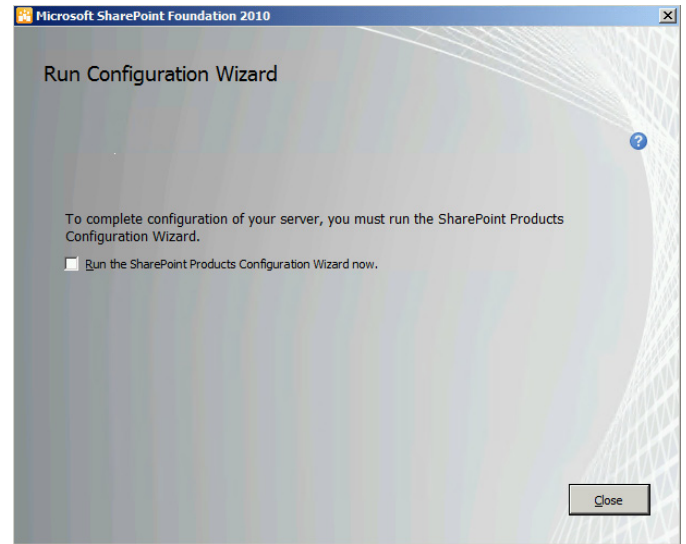 Microsoft SharePoint Foundation 2010
Run Configuration Wizard
?
To complete configuration of your server, you must run the SharePoint Products
Configuration Wizard.
Run the SharePoint Products Configuration Wizard now.
Close